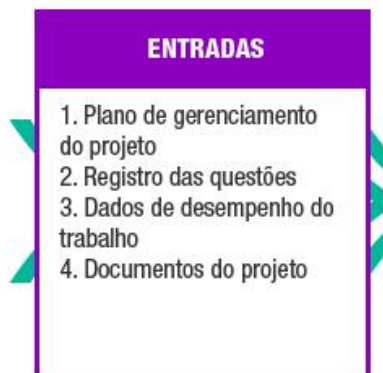 ENTRADAS
1. Plano de gerenciamento
do projeto
2. Registro das questões
3. Dados de desempenho do
trabalho
4. Documentos do projeto